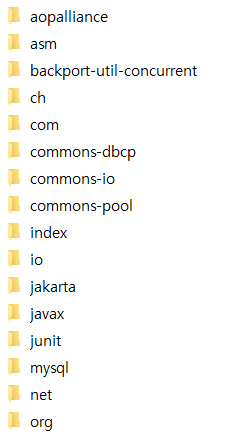 aopalliance
asm
backport-util-concurrent
ch
com
commons-dbcp
commons-io
commons-pool
index
io
jakarta
javax
junit
mysql
net
org